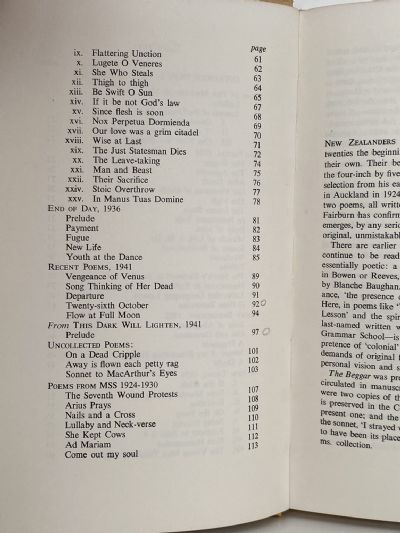 page
ix. Flattering Unction 61
x. Lugete O Veneres 62
xi. She Who Steals 63
xii. Thigh to thigh 64
xiii. Be Swift O Sun 65
xiv. If it be not God's law 67
xv. Since flesh is soon 68
xvi. Nox Perpetua Dormienda 69
xvii. Our love was a grim citadel 70
xviii. Wise at Last 71
xix. The Just Statesman Dies 72
xx. The Leave-taking 74
xxi. Man and Beast 75
xxii. Their Sacrifice 76
xxiv. Stoic Overthrow 77
xxv. In Manus Tuas Domine 78
END OF DAY, 1936
Prelude 81
Payment 82
Fugue 83
New Life 84
Youth at the Dance 85
RECENT POEMS, 1941
Vengeance of Venus 89
Song Thinking of Her Dead 90
Departure 91
Twenty-sixth October 92
Flow at Full Moon 94
From THIS DARK WILL LIGHTEN, 1941
Prelude 97
UNCOLLECTED POEMS:
On a Dead Cripple 101
Away is flown each petty rag 102
Sonnet to MacArthur's Eyes 103
POEMS FROM MSS 1924-1930
The Seventh Wound Protests 107
Arius Prays 108
Nails and a Cross 109
Lullaby and Neck-verse 110
She Kept Cows 111
Ad Mariam 112
Come out my soul 113
NEW ZEALANDERS
twenties the beginni
their own. Their be
the four-inch by five
selection from his ea
in Auckland in 1924
two poems, all writte
Fairburn has confirm
emerges, by any serio
original, unmistakab
There are earlier
continue to be read
essentially poetic: a
in Bowen or Reeves,
by Blanche Baughan.
ance, 'the presence o
Here, in poems like '
Lesson' and the spir
last-named written w
Grammar School—is
pretence of 'colonial'
demands of original f
personal vision and s
The Beggar was pr
circulated in manusc
were two copies of th
is preserved in the C
present one; and the
the sonnet, 'I strayed v
to have been its place
ms. collection.